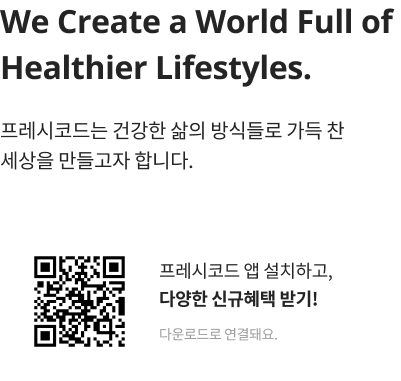 We Create a World Full of
Healthier Lifestyles.
프레시코드는 건강한 삶의 방식들로 가득 찬
세상을 만들고자 합니다.
프레시코드 앱 설치하고,
다양한 신규혜택 받기!
다운로드로 연결돼요.